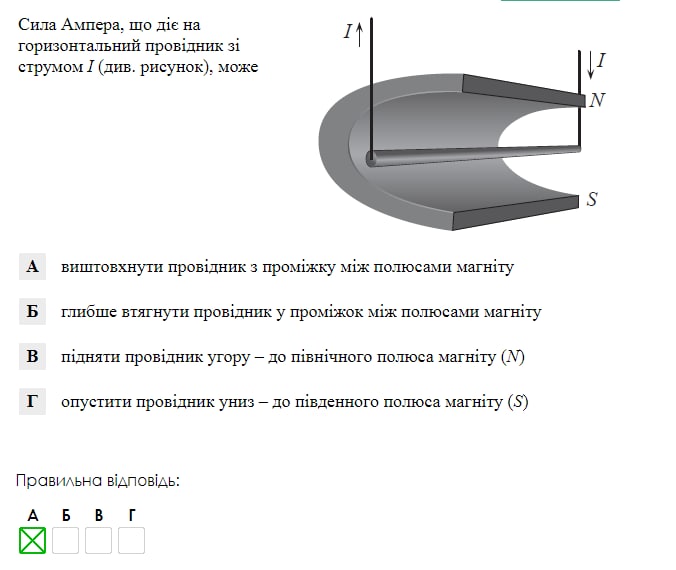 Сила Ампера, що діє на
горизонтальний провідник зі
струмом I (див. рисунок), може
I
I
N
S
А виштовхнути провідник з проміжку між полюсами магніту
Б глибше втягнути провідник у проміжок між полюсами магніту
В підняти провідник угору – до північного полюса магніту (N)
Г опустити провідник униз – до південного полюса магніту (S)
Правильна відповідь:
А Б В Г